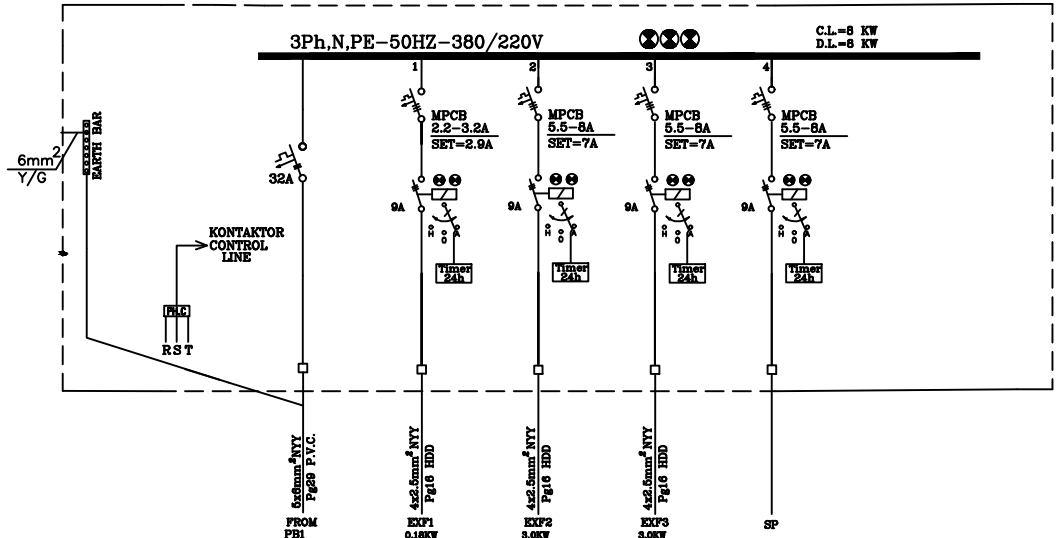 3Ph,N,PE-50HZ-380/220V
C.L.=8 KW
D.L.=8 KW
1
2
3
4
MPCB
2.2-3.2A
SET=2.9A
MPCB
5.5-8A
SET=7A
MPCB
5.5-8A
SET=7A
MPCB
5.5-8A
SET=7A
EARTH BAR
6mm²
Y/G
32A
9A
9A
9A
9A
H
O
A
H
O
A
H
O
A
H
O
A
KONTAKTOR
CONTROL
LINE
Timer
24h
Timer
24h
Timer
24h
Timer
24h
PH.C
R S T
5x6mm²NYY
Pg29 P.V.C.
4x2.5mm²NYY
Pg16 HDD
4x2.5mm²NYY
Pg16 HDD
4x2.5mm²NYY
Pg16 HDD
FROM
PB1
EXF1
0.18KW
EXF2
3.0KW
EXF3
3.0KW
SP